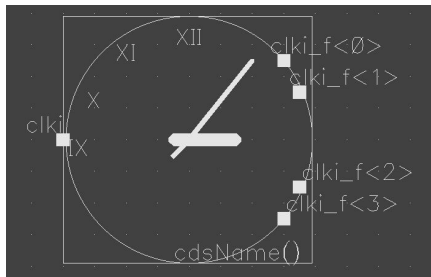 XII
XI
clki_f<0>
clki_f<1>
X
clki
IX
clki_f<2>
clki_f<3>
cdsName()